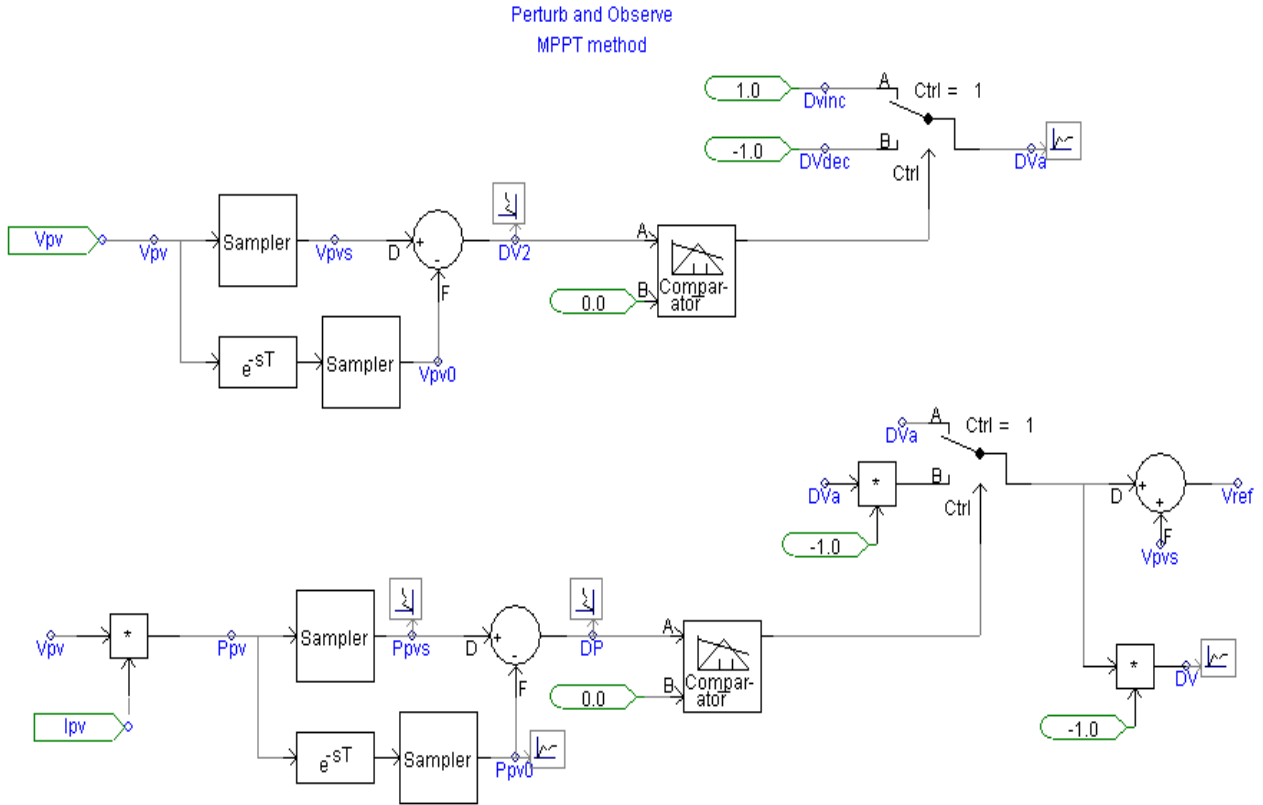 Perturb and Observe
MPPT method
1.0
Dvinc
A
Ctrl = 1
-1.0
DVdec
B
Ctrl
DVa
Vpv
Vpv
Sampler
Vpvs
D
+
-
F
DV2
A
B
0.0
Compar-
ator
e-sT
Sampler
Vpv0
DVa
A
Ctrl = 1
DVa
*
B
Ctrl
-1.0
D
+
+
F
Vpvs
Vref
Vpv
*
Ipv
Ppv
Sampler
Ppvs
D
+
-
F
DP
A
B
0.0
Compar-
ator
e-sT
Sampler
Ppv0
*
DV
-1.0